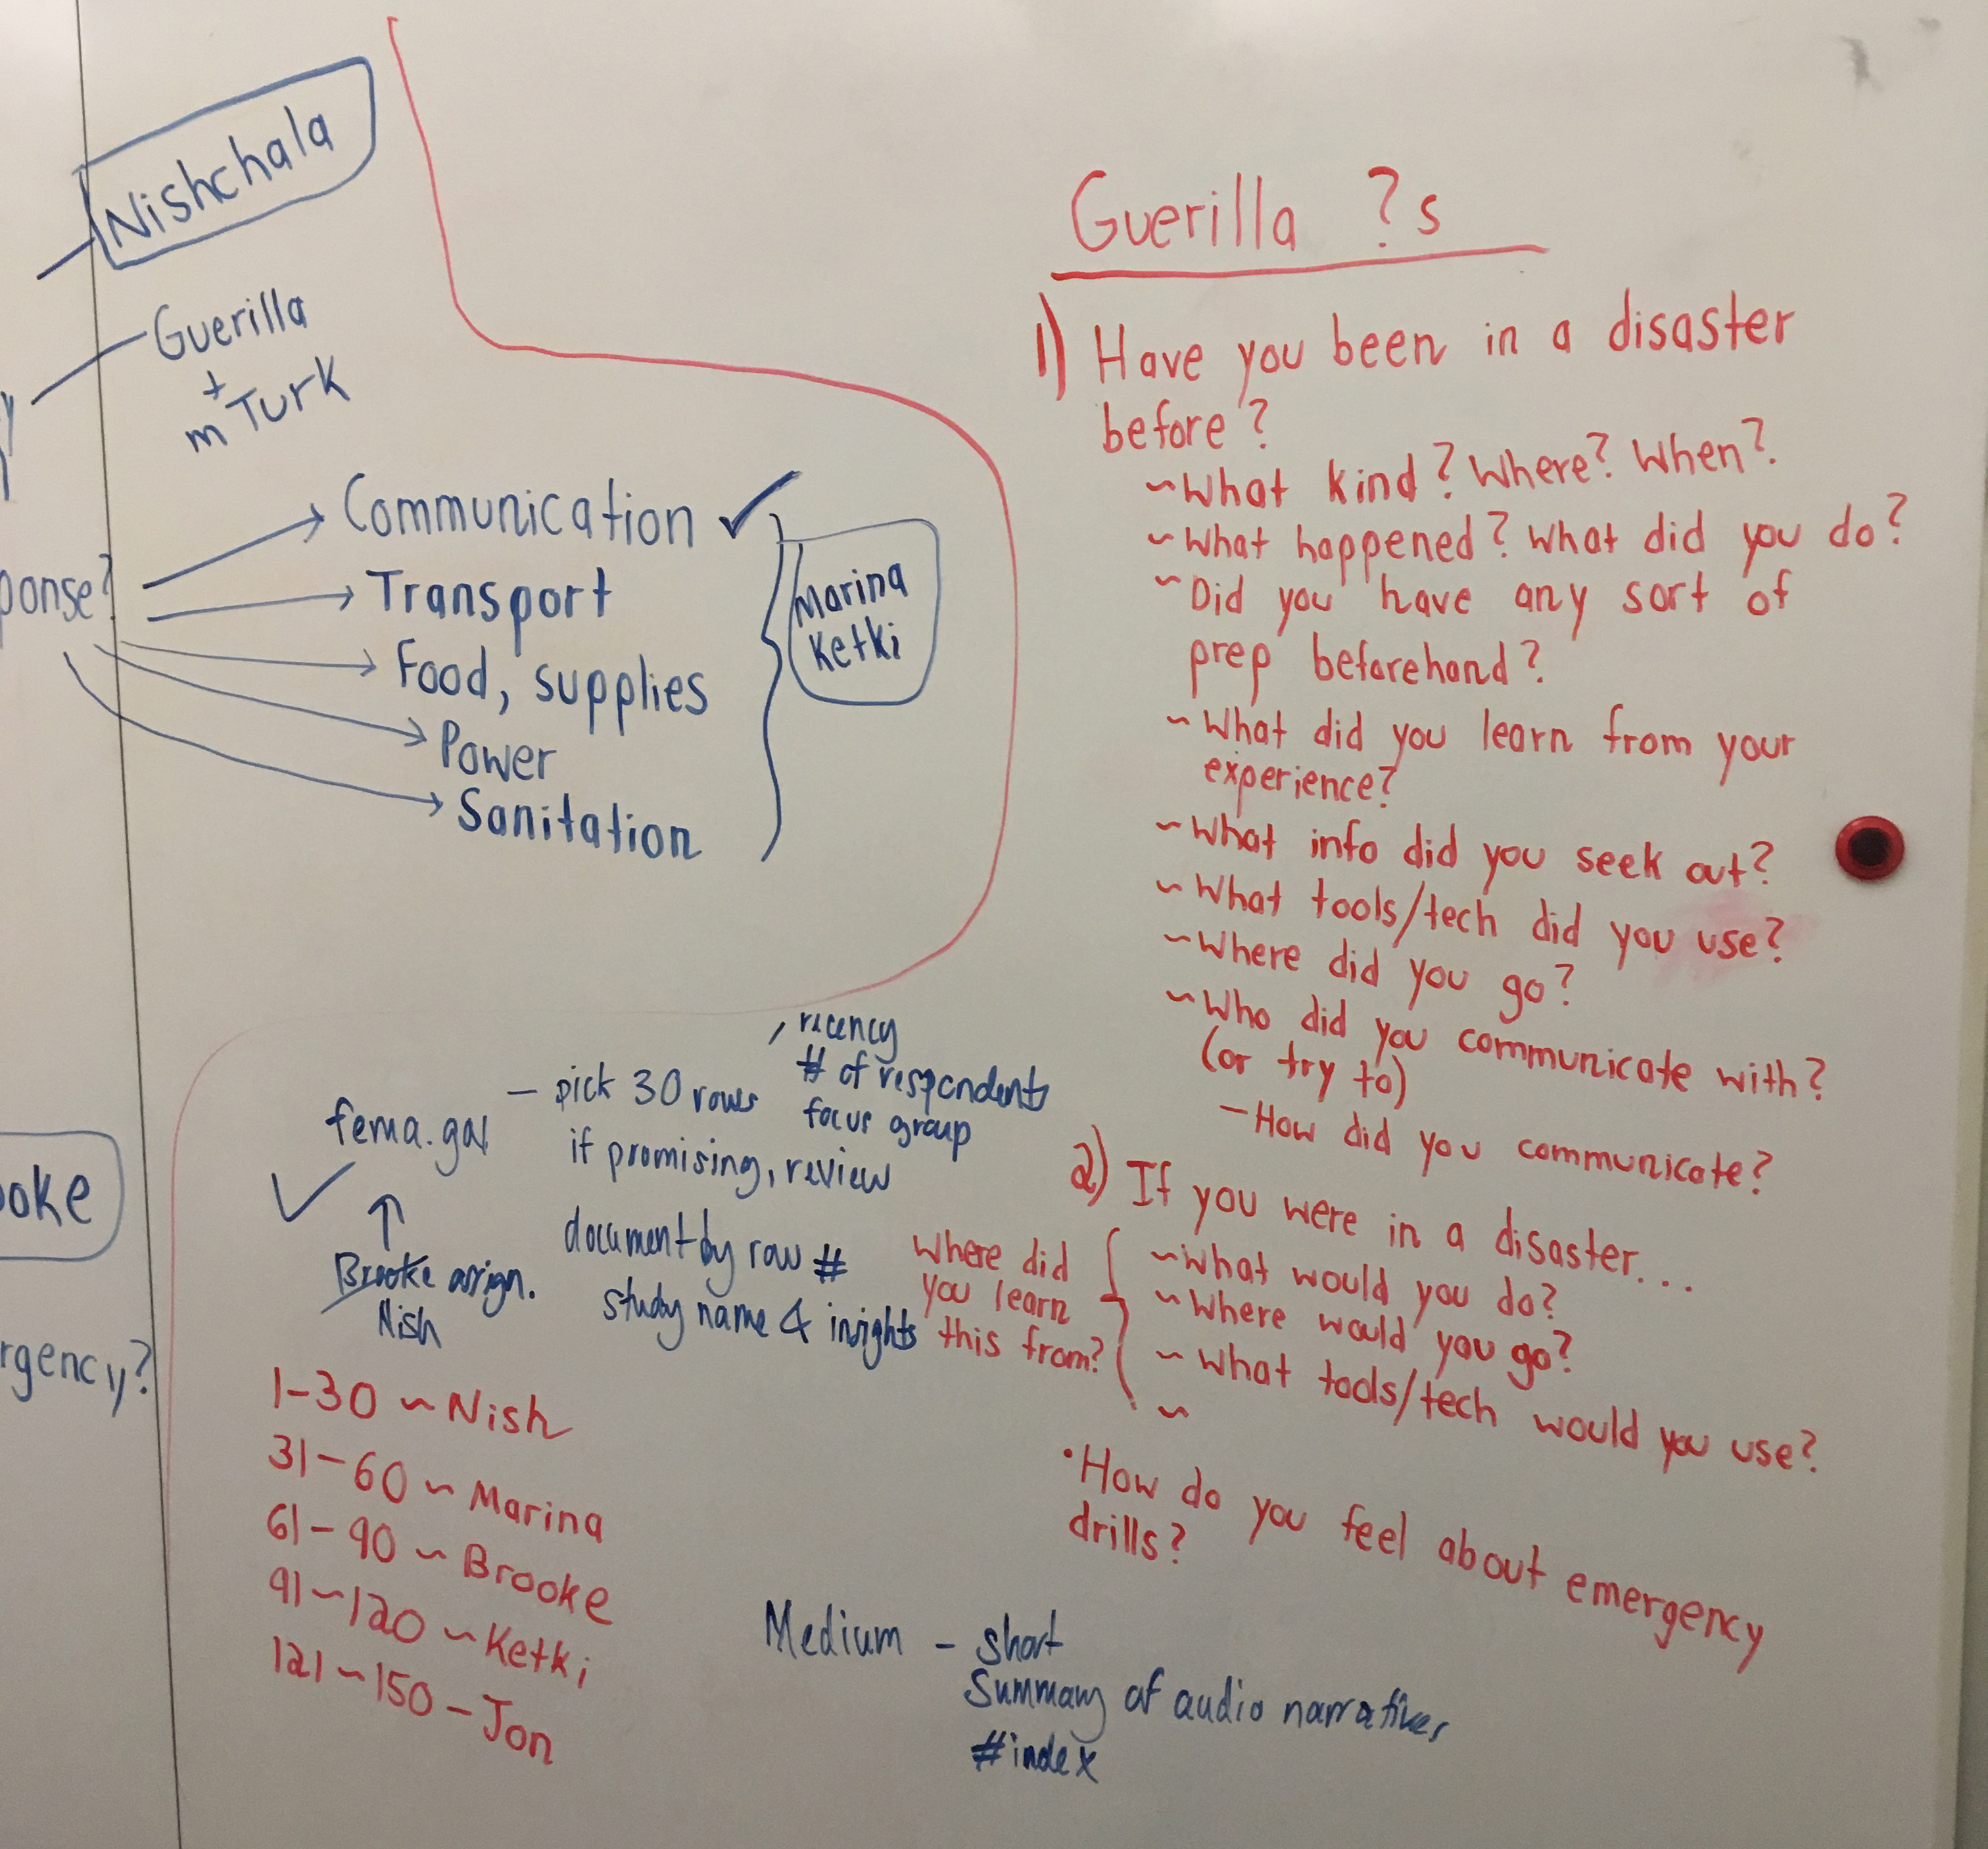 Nishchala
Guerilla
+
mTurk
ponse?
Communication ✓
Transport
Food, supplies
Power
Sanitation
Marina
Ketki
oke
rgency?
fema.gov
— pick 30 rows
if promising, review
recency
# of respondents
focus group
✓
↑
Brooke assign.
Nish
document by row #
study name & insights
1-30 ~ Nish
31-60 ~ Marina
61-90 ~ Brooke
91~120 ~ Ketki
121~150 - Jon
Medium - short
Summary of audio narratives
#index
Guerilla ?s
1) Have you been in a disaster
before?
~What kind? Where? When?
~What happened? What did you do?
~Did you have any sort of
prep beforehand?
~What did you learn from your
experience?
~What info did you seek out?
~What tools/tech did you use?
~Where did you go?
~Who did you communicate with?
(or try to)
—How did you communicate?
2) If you were in a disaster...
where did
you learn
this from?
~What would you do?
~Where would you go?
~What tools/tech would you use?
~
•How do you feel about emergency
drills?